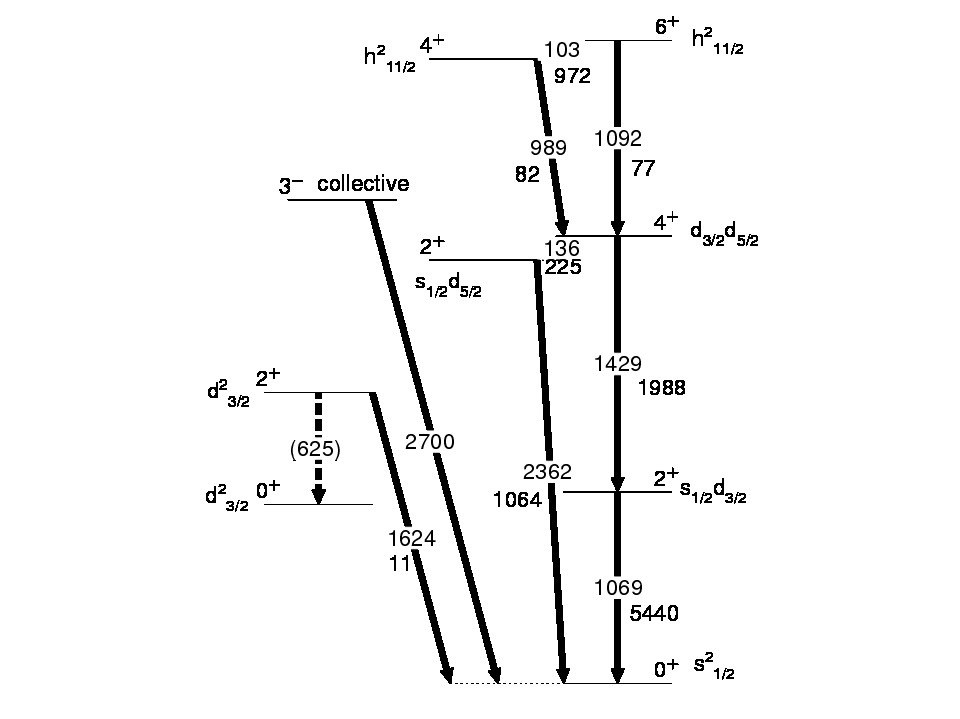 h²₁₁/₂ 4⁺
103
972
6⁺ h²₁₁/₂
989
82
1092
77
3⁻ collective
4⁺ d₃/₂d₅/₂
2⁺
s₁/₂d₅/₂
136
225
1429
1988
d²₃/₂ 2⁺
(625)
d²₃/₂ 0⁺
2700
2362
1064
2⁺ s₁/₂d₃/₂
1624
11
1069
5440
0⁺ s²₁/₂